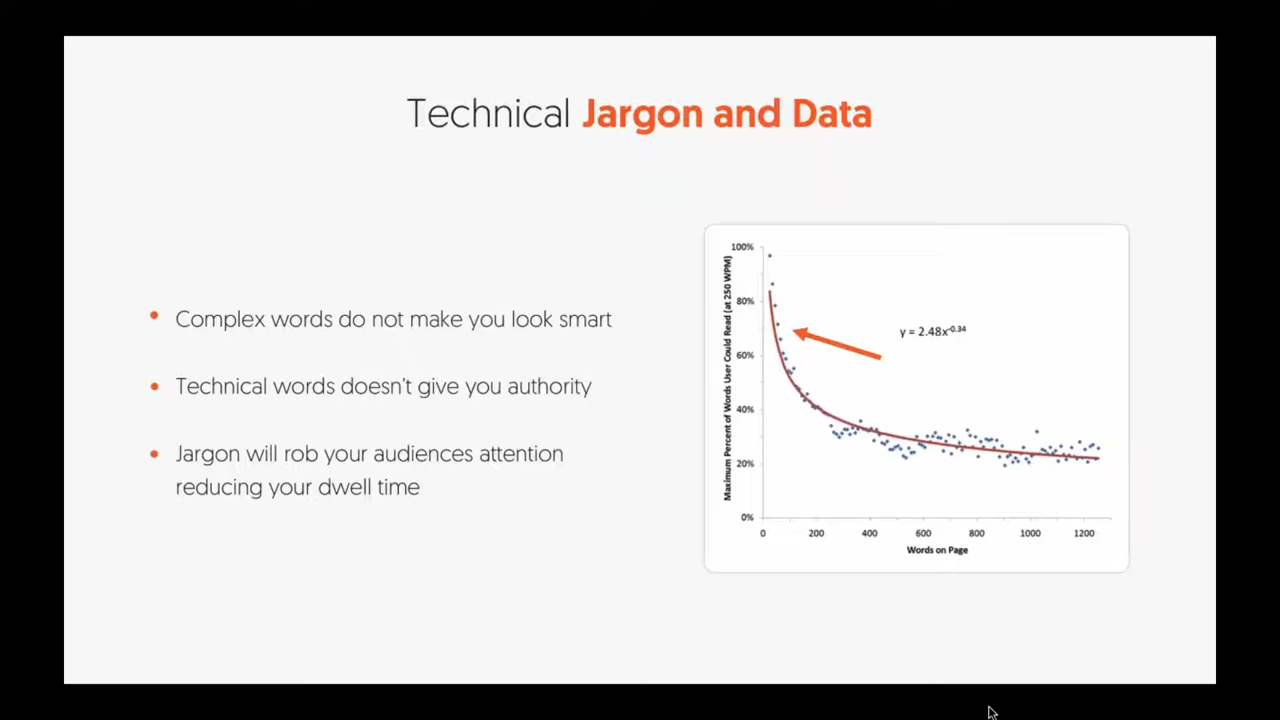 Technical Jargon and Data
Complex words do not make you look smart
Technical words doesn't give you authority
Jargon will rob your audiences attention
reducing your dwell time
Maximum Percent of Words User Could Read (at 250 WPM)
100%
80%
60%
40%
20%
0%
y = 2.48x^-0.34
0 200 400 600 800 1000 1200
Words on Page